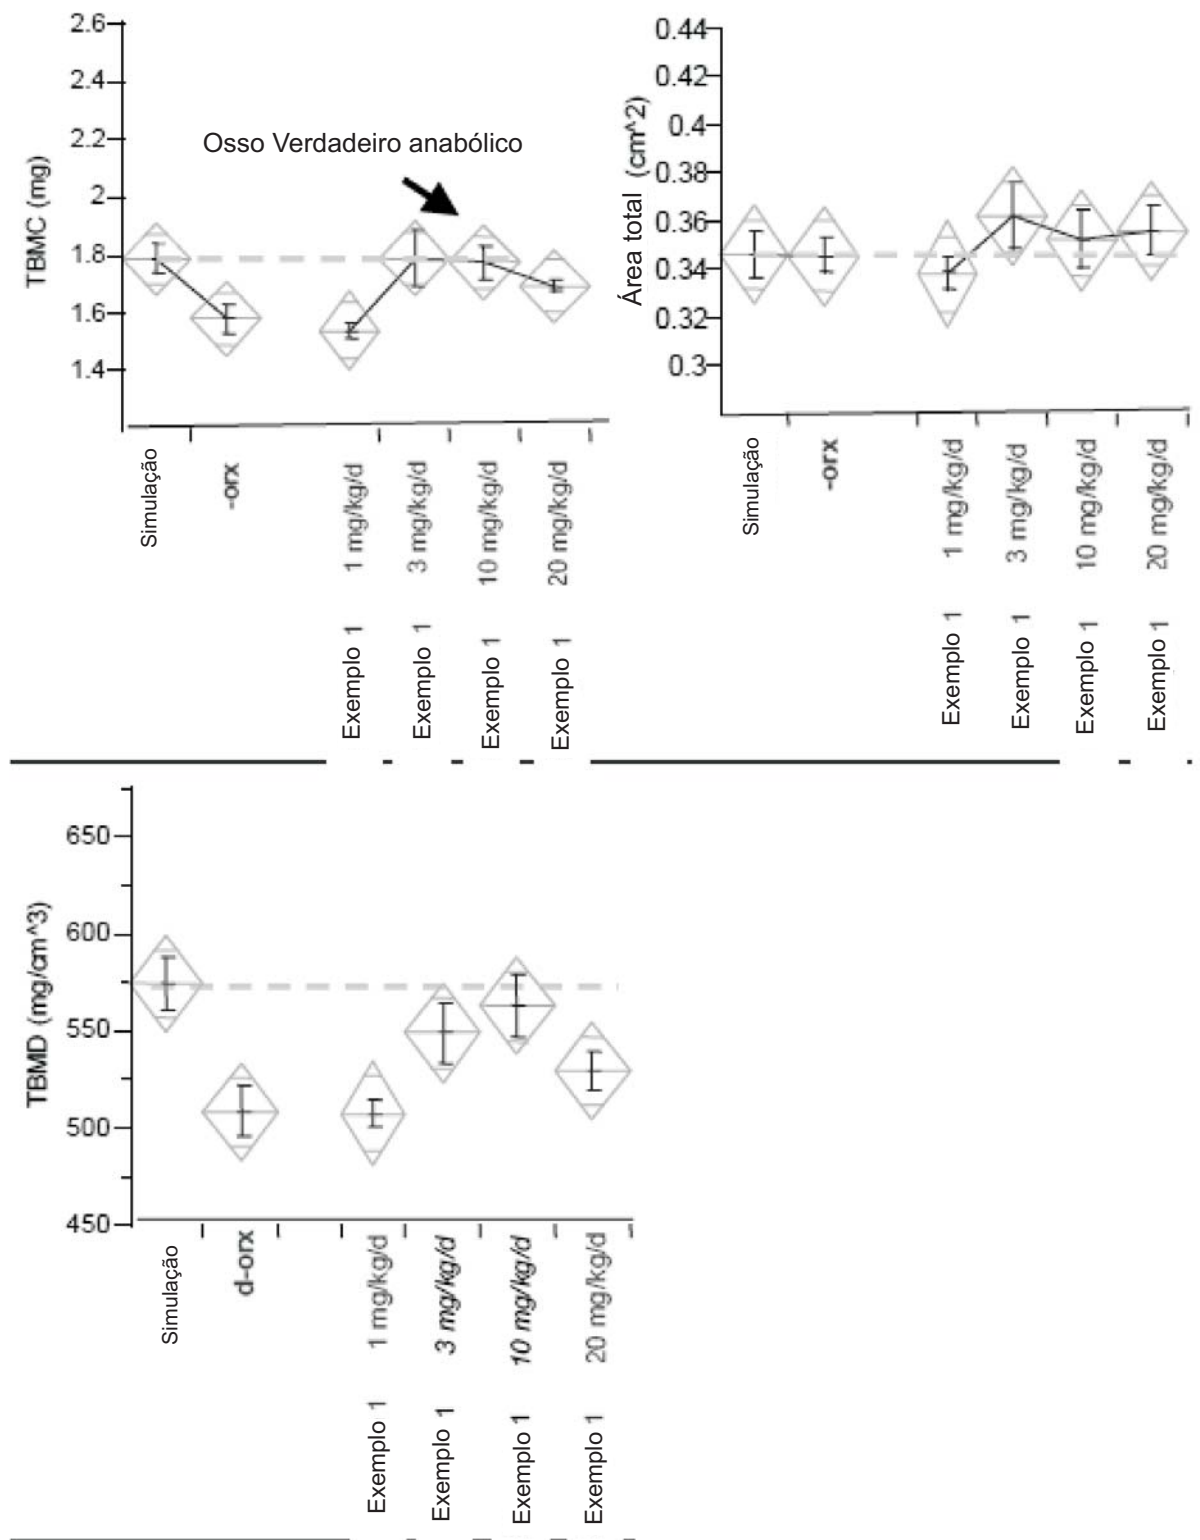 TBMC (mg)
2.6
2.4
2.2
2
1.8
1.6
1.4
Osso Verdadeiro anabólico
Simulação
-orx
1 mg/kg/d
3 mg/kg/d
10 mg/kg/d
20 mg/kg/d
Exemplo 1
Exemplo 1
Exemplo 1
Exemplo 1
Área total (cm^2)
0.44
0.42
0.4
0.38
0.36
0.34
0.32
0.3
Simulação
-orx
1 mg/kg/d
3 mg/kg/d
10 mg/kg/d
20 mg/kg/d
Exemplo 1
Exemplo 1
Exemplo 1
Exemplo 1
TBMD (mg/cm^3)
650
600
550
500
450
Simulação
d-orx
1 mg/kg/d
3 mg/kg/d
10 mg/kg/d
20 mg/kg/d
Exemplo 1
Exemplo 1
Exemplo 1
Exemplo 1